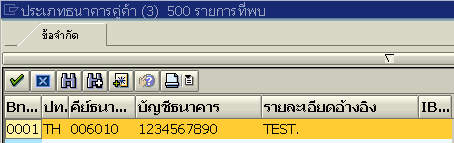 ประเภทธนาคารคู่ค้า (3) 500 รายการที่พบ
ข้อจำกัด
Bn... ปท. คีย์ธนา... บัญชีธนาคาร รายละเอียดอ้างอิง IB...
0001 TH 006010 1234567890 TEST.